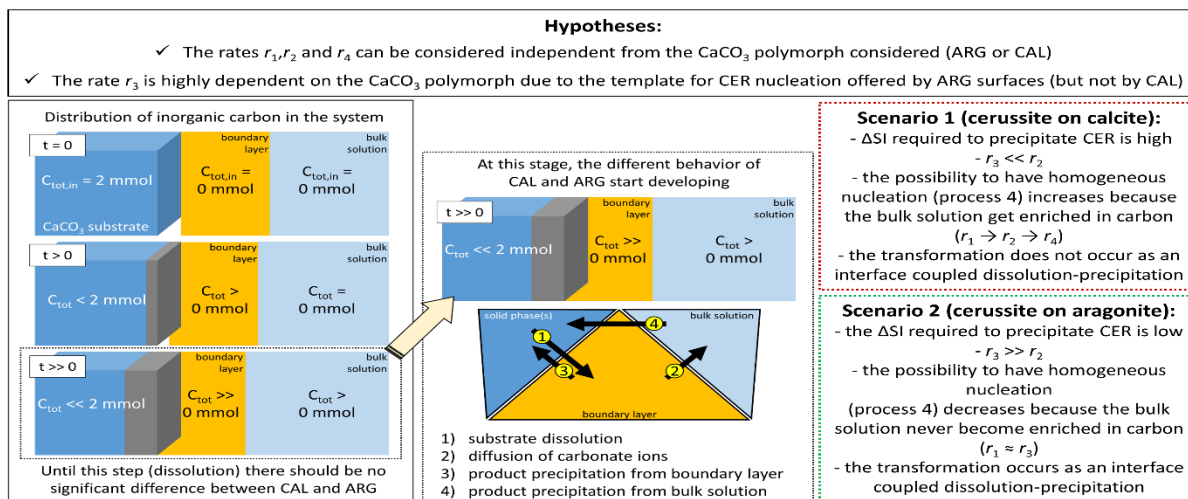 Hypotheses:
✓ The rates r1,r2 and r4 can be considered independent from the CaCO3 polymorph considered (ARG or CAL)
✓ The rate r3 is highly dependent on the CaCO3 polymorph due to the template for CER nucleation offered by ARG surfaces (but not by CAL)
Distribution of inorganic carbon in the system
t = 0
boundary
layer
bulk
solution
Ctot,in = 2 mmol
Ctot,in =
0 mmol
Ctot,in =
0 mmol
CaCO3 substrate
t > 0
boundary
layer
bulk
solution
Ctot < 2 mmol
Ctot >
0 mmol
Ctot =
0 mmol
t >> 0
boundary
layer
bulk
solution
Ctot << 2 mmol
Ctot >>
0 mmol
Ctot >
0 mmol
Until this step (dissolution) there should be no
significant difference between CAL and ARG
At this stage, the different behavior of
CAL and ARG start developing
t >> 0
boundary
layer
bulk
solution
Ctot << 2 mmol
Ctot >>
0 mmol
Ctot >
0 mmol
solid phase(s)
bulk solution
1
2
3
4
boundary layer
1) substrate dissolution
2) diffusion of carbonate ions
3) product precipitation from boundary layer
4) product precipitation from bulk solution
Scenario 1 (cerussite on calcite):
- ΔSI required to precipitate CER is high
- r3 << r2
- the possibility to have homogeneous
nucleation (process 4) increases because
the bulk solution get enriched in carbon
(r1 → r2 → r4)
- the transformation does not occur as an
interface coupled dissolution-precipitation
Scenario 2 (cerussite on aragonite):
- the ΔSI required to precipitate CER is low
- r3 >> r2
- the possibility to have homogeneous
nucleation
(process 4) decreases because the bulk
solution never become enriched in carbon
(r1 ≈ r3)
- the transformation occurs as an interface
coupled dissolution-precipitation